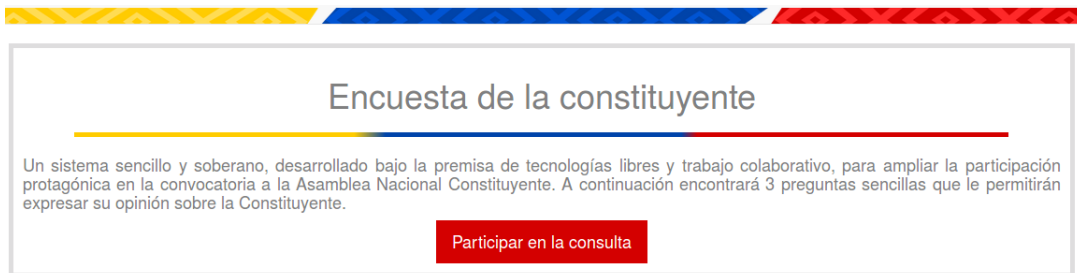 Encuesta de la constituyente
Un sistema sencillo y soberano, desarrollado bajo la premisa de tecnologías libres y trabajo colaborativo, para ampliar la participación
protagónica en la convocatoria a la Asamblea Nacional Constituyente. A continuación encontrará 3 preguntas sencillas que le permitirán
expresar su opinión sobre la Constituyente.
Participar en la consulta